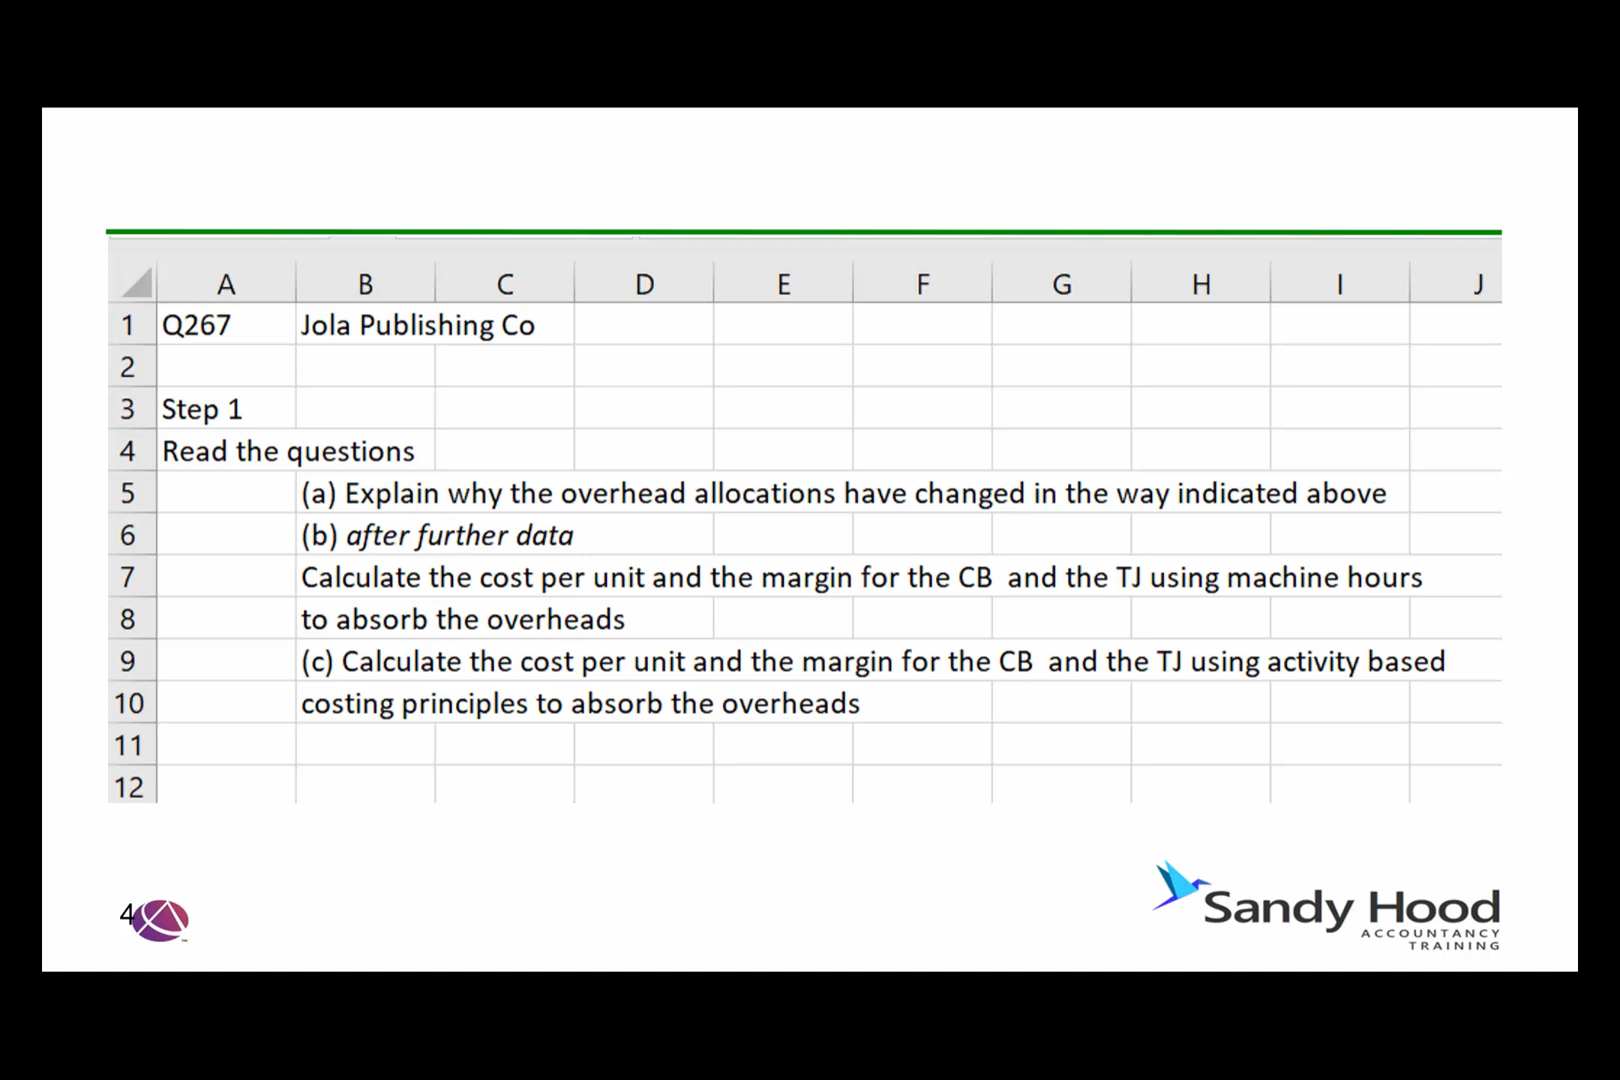 A B C D E F G H I J
1 Q267 Jola Publishing Co
2
3 Step 1
4 Read the questions
5 (a) Explain why the overhead allocations have changed in the way indicated above
6 (b) after further data
7 Calculate the cost per unit and the margin for the CB and the TJ using machine hours
8 to absorb the overheads
9 (c) Calculate the cost per unit and the margin for the CB and the TJ using activity based
10 costing principles to absorb the overheads
11
12
4
Sandy Hood
ACCOUNTANCY
TRAINING